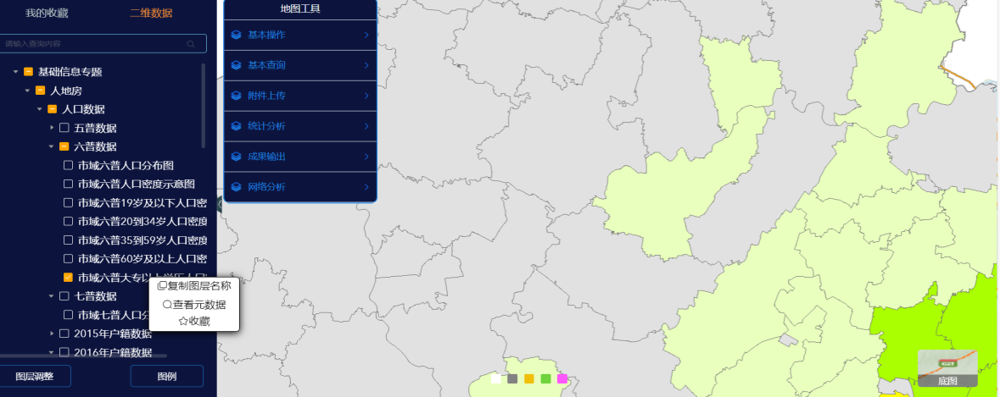 我的收藏
二维数据
请输入查询内容
基础信息专题
人地房
人口数据
五普数据
六普数据
市域六普人口分布图
市域六普人口密度示意图
市域六普19岁及以下人口密
市域六普20到34岁人口密度
市域六普35到59岁人口密度
市域六普60岁及以上人口密
市域六普大专以上学历人口
七普数据
市域七普人口分
2015年户籍数据
2016年户籍数据
图层调整
图例
地图工具
基本操作
基本查询
附件上传
统计分析
成果输出
网络分析
复制图层名称
查看元数据
收藏
底图